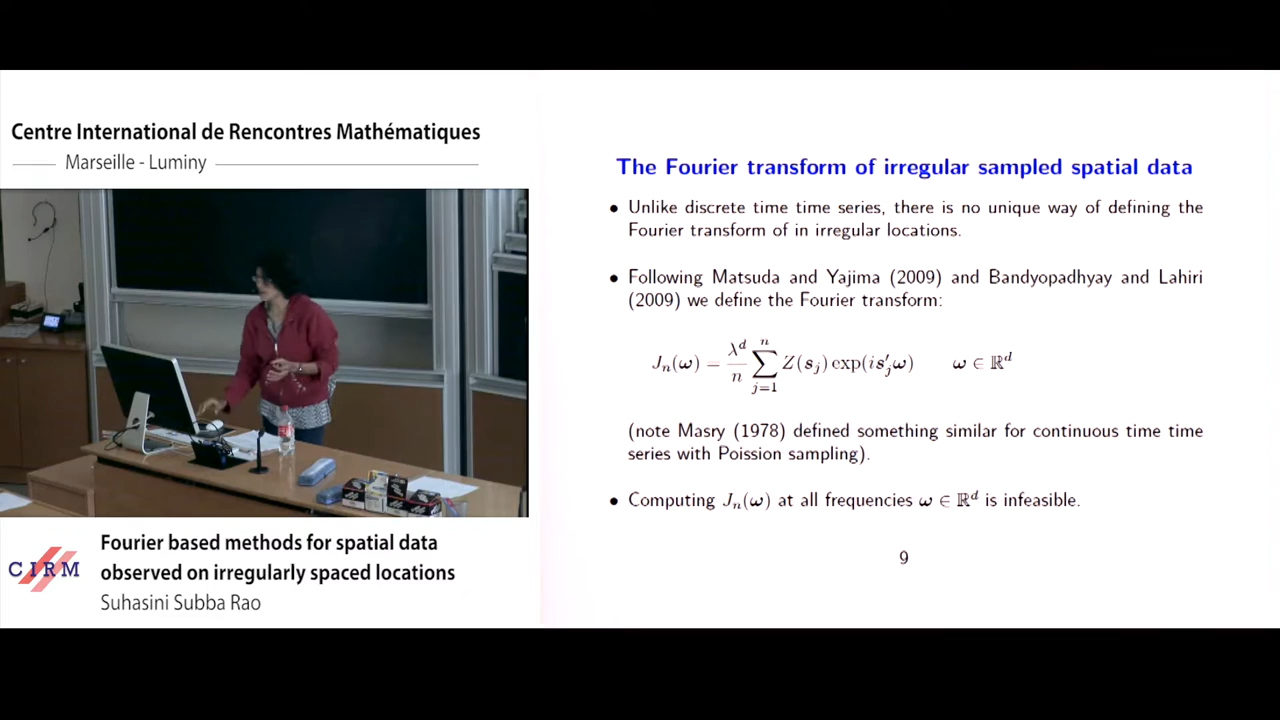 Centre International de Rencontres Mathématiques
Marseille - Luminy
CIRM
Fourier based methods for spatial data
observed on irregularly spaced locations
Suhasini Subba Rao
The Fourier transform of irregular sampled spatial data
• Unlike discrete time time series, there is no unique way of defining the
Fourier transform of in irregular locations.
• Following Matsuda and Yajima (2009) and Bandyopadhyay and Lahiri
(2009) we define the Fourier transform:
J_n(ω) = λ^d/n ∑_{j=1}^{n} Z(s_j) exp(is′_jω) ω ∈ ℝ^d
(note Masry (1978) defined something similar for continuous time time
series with Poission sampling).
• Computing J_n(ω) at all frequencies ω ∈ ℝ^d is infeasible.
9